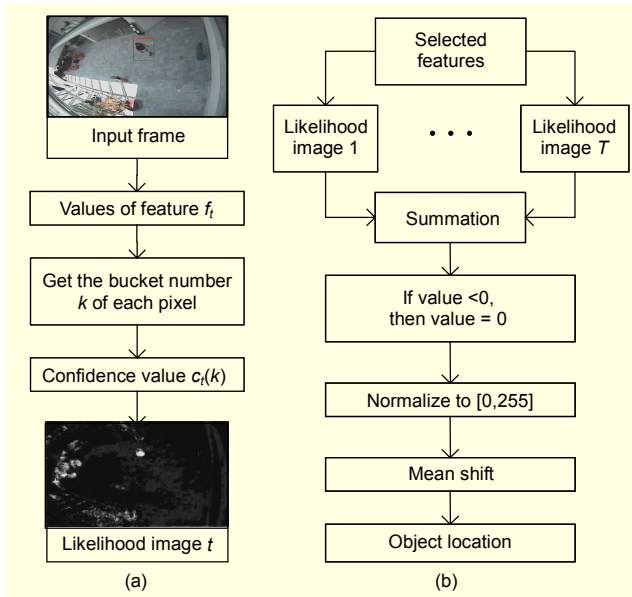 Input frame
Values of feature fₜ
Get the bucket number
k of each pixel
Confidence value cₜ(k)
Likelihood image t
(a)
Selected
features
Likelihood
image 1
• • •
Likelihood
image T
Summation
If value <0,
then value = 0
Normalize to [0,255]
Mean shift
Object location
(b)